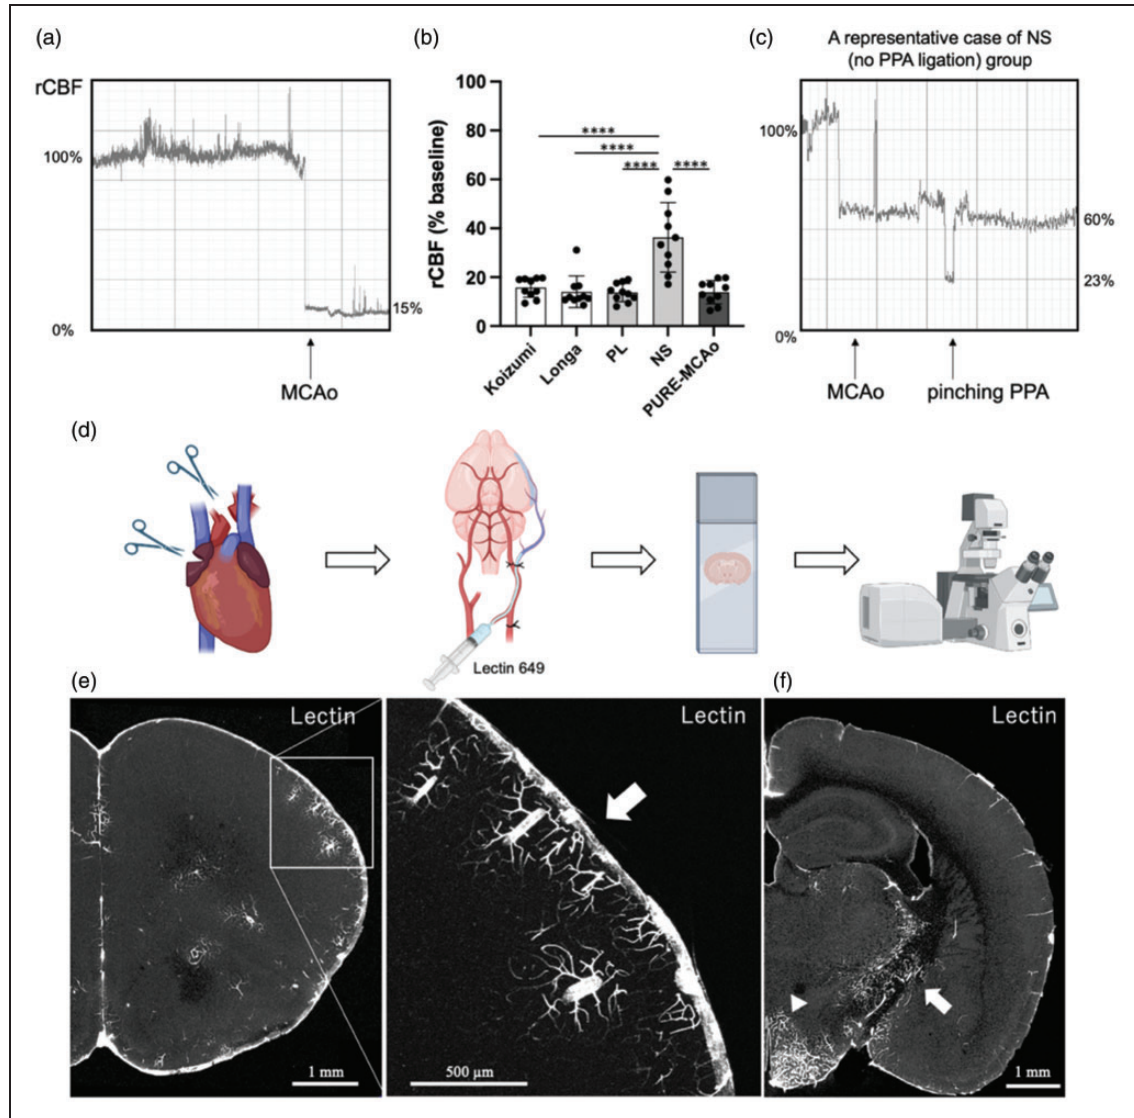 (a)
rCBF
100%
0%
15%
MCAo
(b)
rCBF (% baseline)
100
80
60
40
20
0
****
****
****
****
Koizumi
Longa
PL
NS
PURE-MCAo
(c)
A representative case of NS
(no PPA ligation) group
100%
60%
23%
0%
MCAo
pinching PPA
(d)
Lectin 649
(e)
Lectin
1 mm
Lectin
500 µm
(f)
Lectin
1 mm